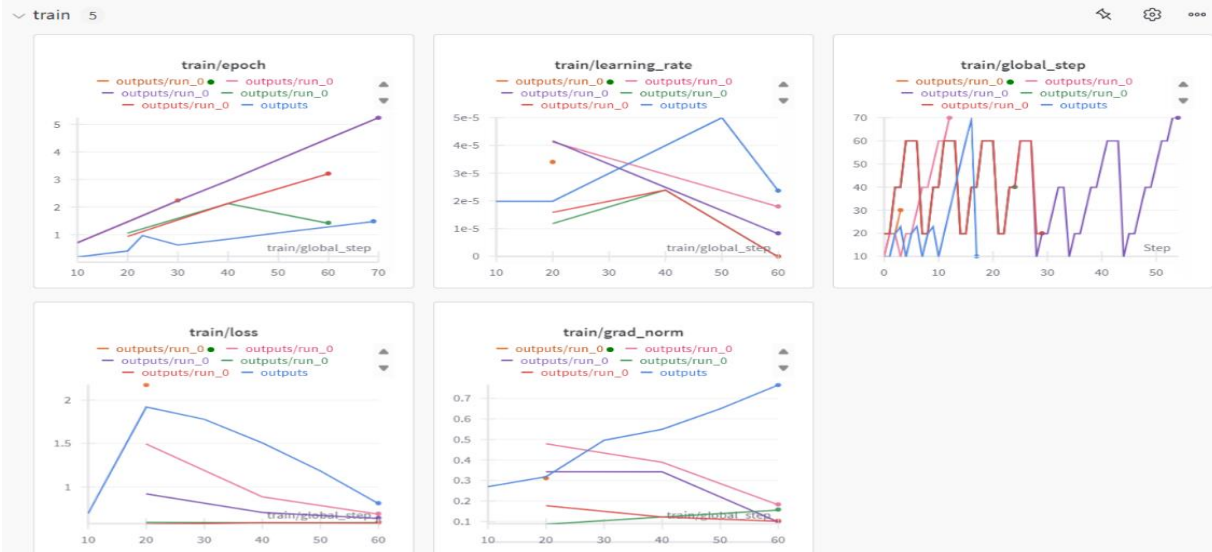 train 5
train/epoch
outputs/run_0 outputs/run_0
outputs/run_0 outputs/run_0
outputs/run_0 outputs
5
4
3
2
1
train/global_step
10 20 30 40 50 60 70
train/learning_rate
outputs/run_0 outputs/run_0
outputs/run_0 outputs/run_0
outputs/run_0 outputs
5e-5
4e-5
3e-5
2e-5
1e-5
0
train/global_step
20 40 60
train/global_step
outputs/run_0 outputs/run_0
outputs/run_0 outputs/run_0
outputs/run_0 outputs
70
60
50
40
30
20
10
Step
0 10 20 30 40 50
train/loss
outputs/run_0 outputs/run_0
outputs/run_0 outputs/run_0
outputs/run_0 outputs
2
1.5
1
train/global_step
10 20 30 40 50 60
train/grad_norm
outputs/run_0 outputs/run_0
outputs/run_0 outputs/run_0
outputs/run_0 outputs
0.7
0.6
0.5
0.4
0.3
0.2
0.1
train/global_step
10 20 30 40 50 60